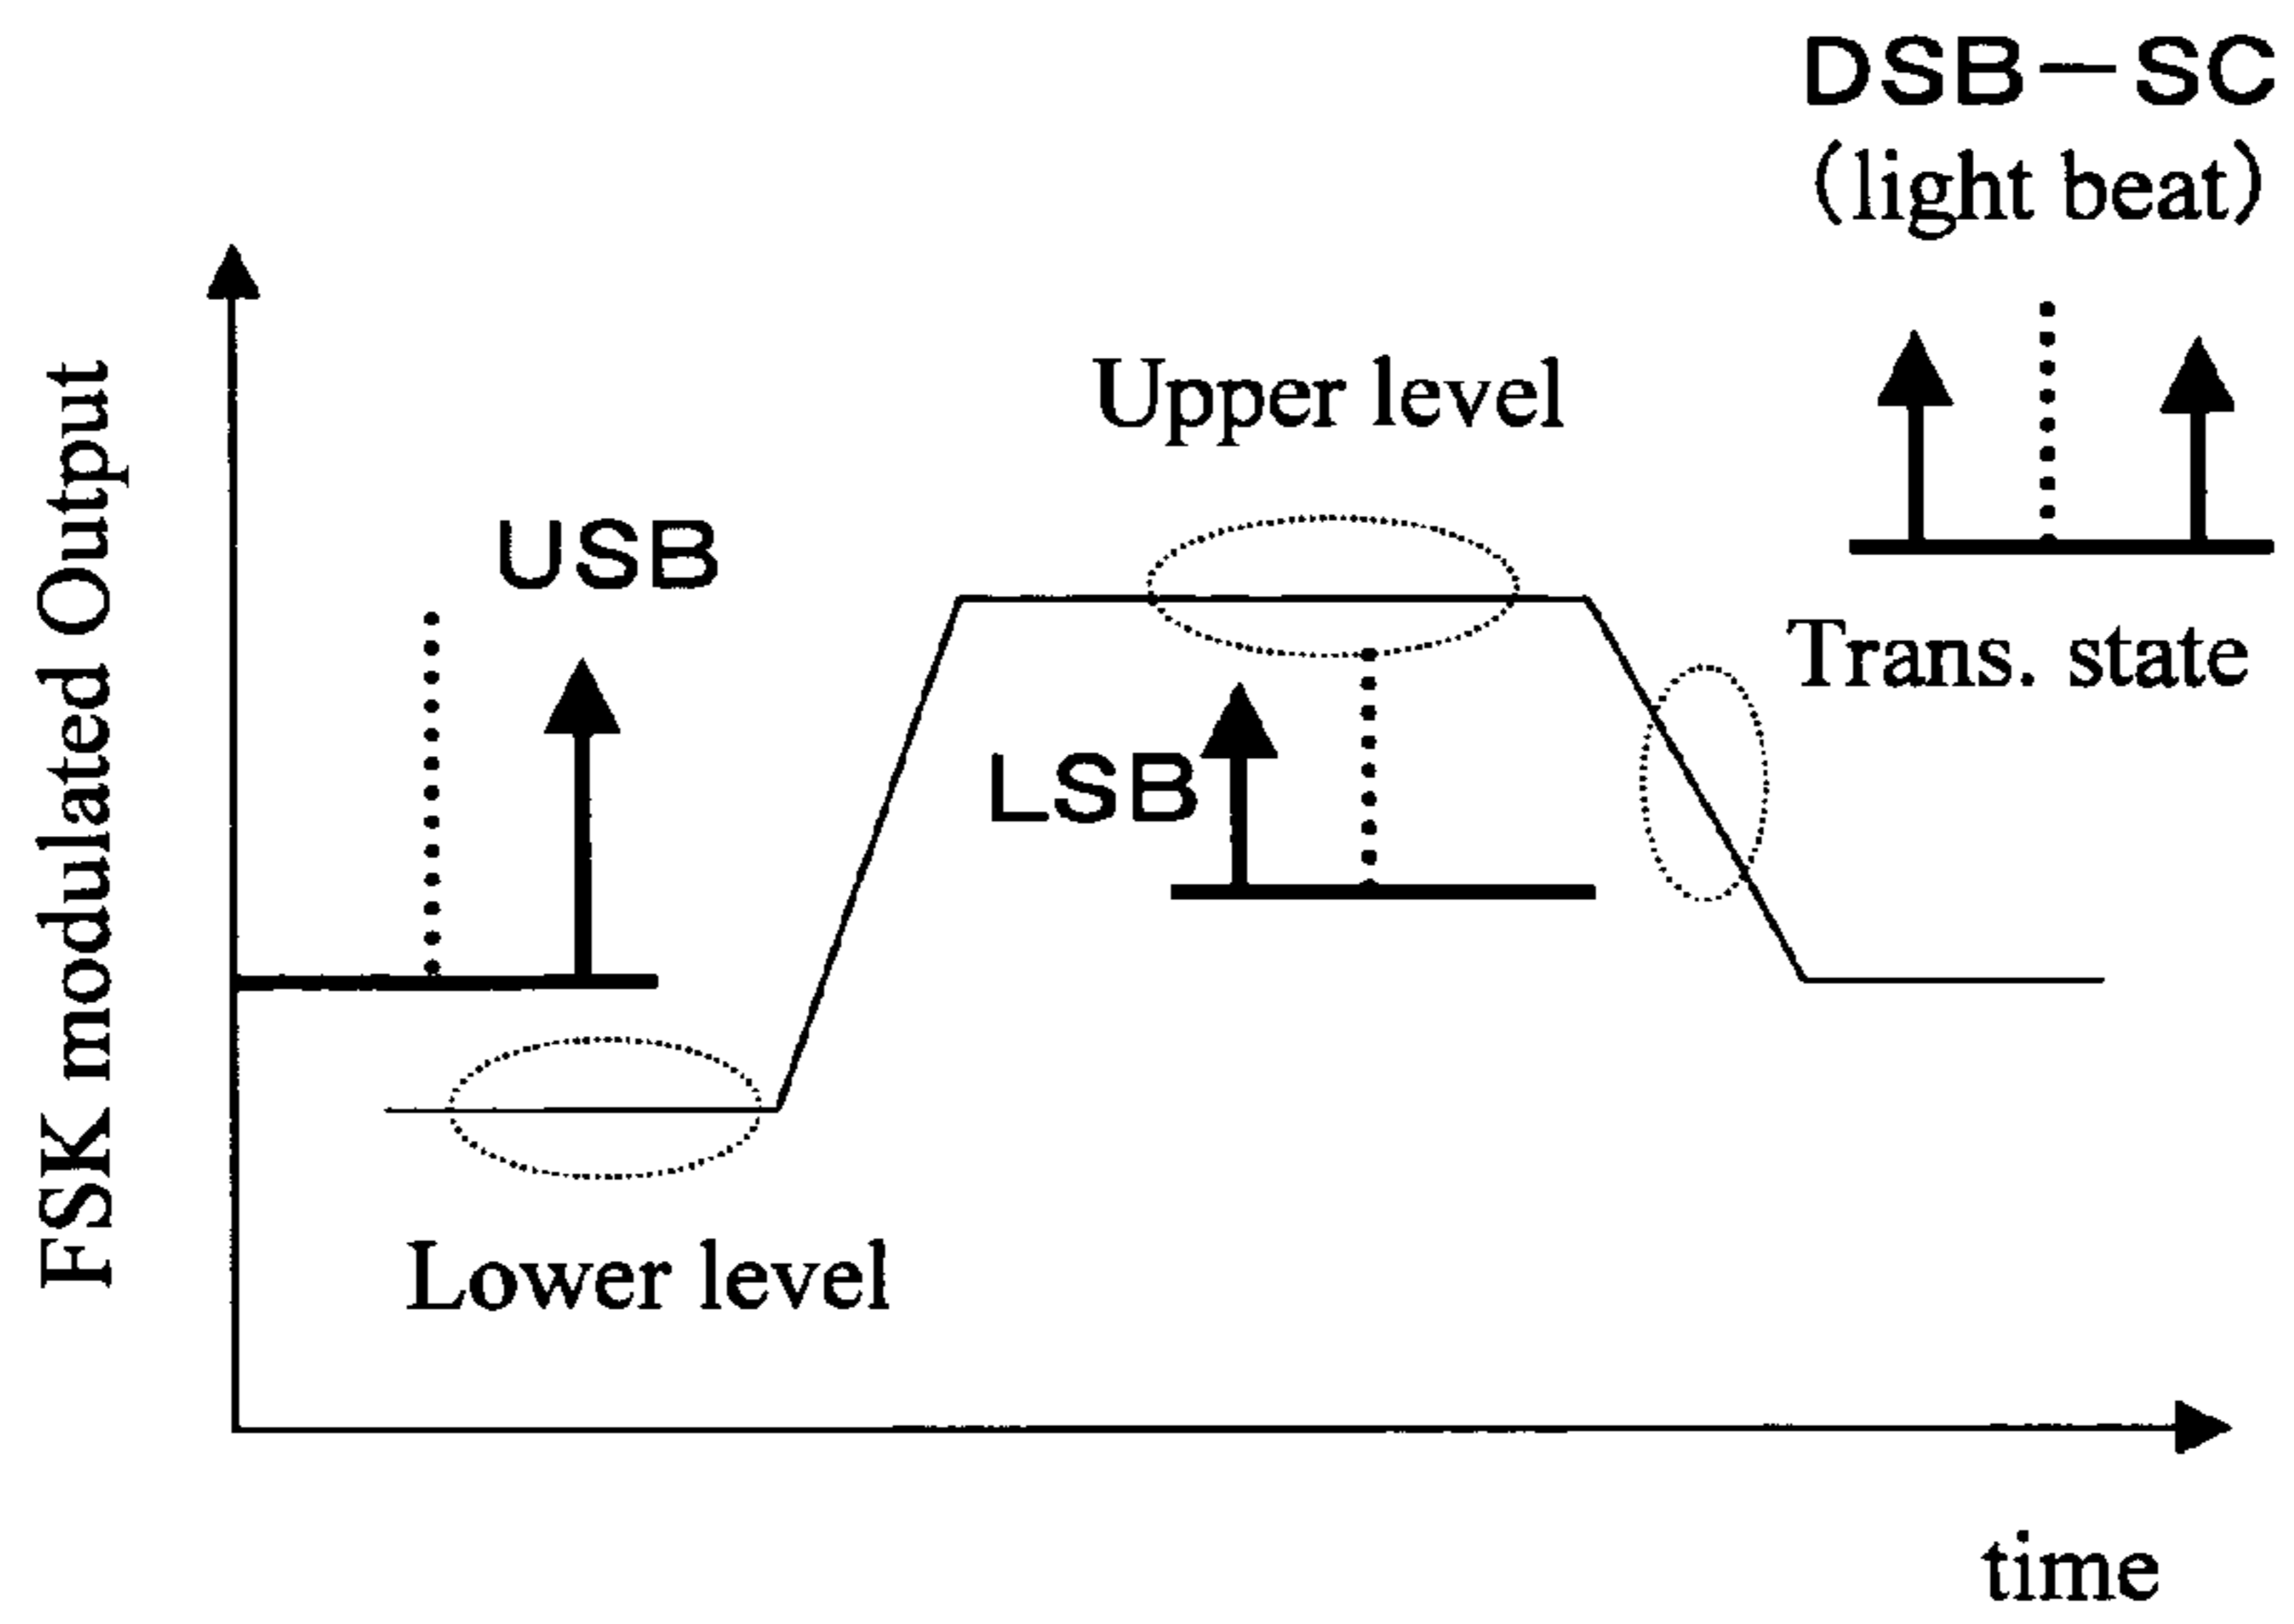 DSB-SC
(light beat)
Upper level
USB
Trans. state
LSB
Lower level
FSK modulated Output
time